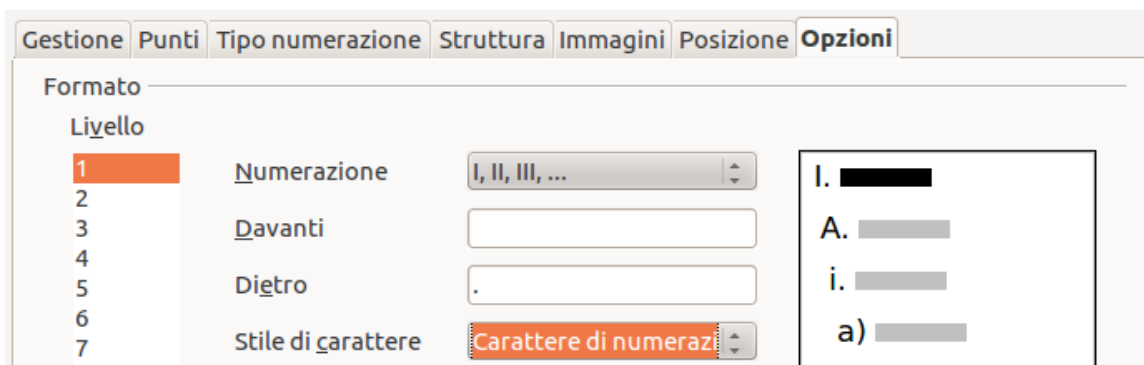 Gestione Punti Tipo numerazione Struttura Immagini Posizione Opzioni
Formato
Livello
1
2
3
4
5
6
7
Numerazione I, II, III, ...
Davanti
Dietro .
Stile di carattere Carattere di numerazi
I.
A.
i.
a)